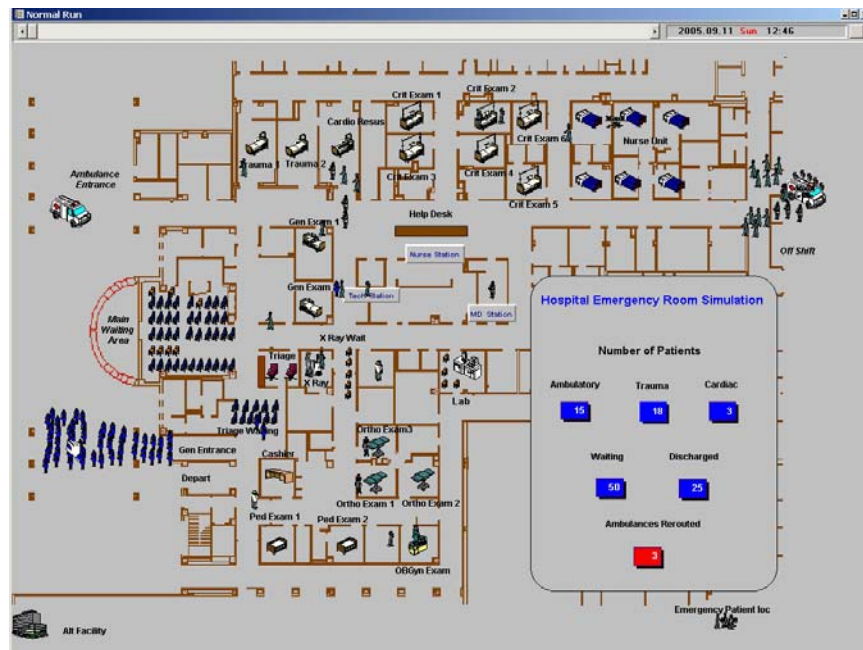 Normal Run
2005.09.11 Sun 12:46
Crit Exam 1
Crit Exam 2
Cardio Resus
Crit Exam 6
Nurse Unit
Trauma 1
Trauma 2
Crit Exam 3
Crit Exam 4
Ambulance
Entrance
Crit Exam 5
Help Desk
Gen Exam 1
Off Shift
Nurse Station
Gen Exam
Tech Station
MD Station
Main
Waiting
Area
X Ray Wait
Triage
X Ray
Lab
Triage Waiting
Ortho Exam3
Gen Entrance
Cashier
Depart
Ortho Exam 1
Ortho Exam 2
Ped Exam 1
Ped Exam 2
OBGyn Exam
Alt Facility
Hospital Emergency Room Simulation
Number of Patients
Ambulatory
Trauma
Cardiac
15
18
3
Waiting
Discharged
50
25
Ambulances Rerouted
3
Emergency Patient loc